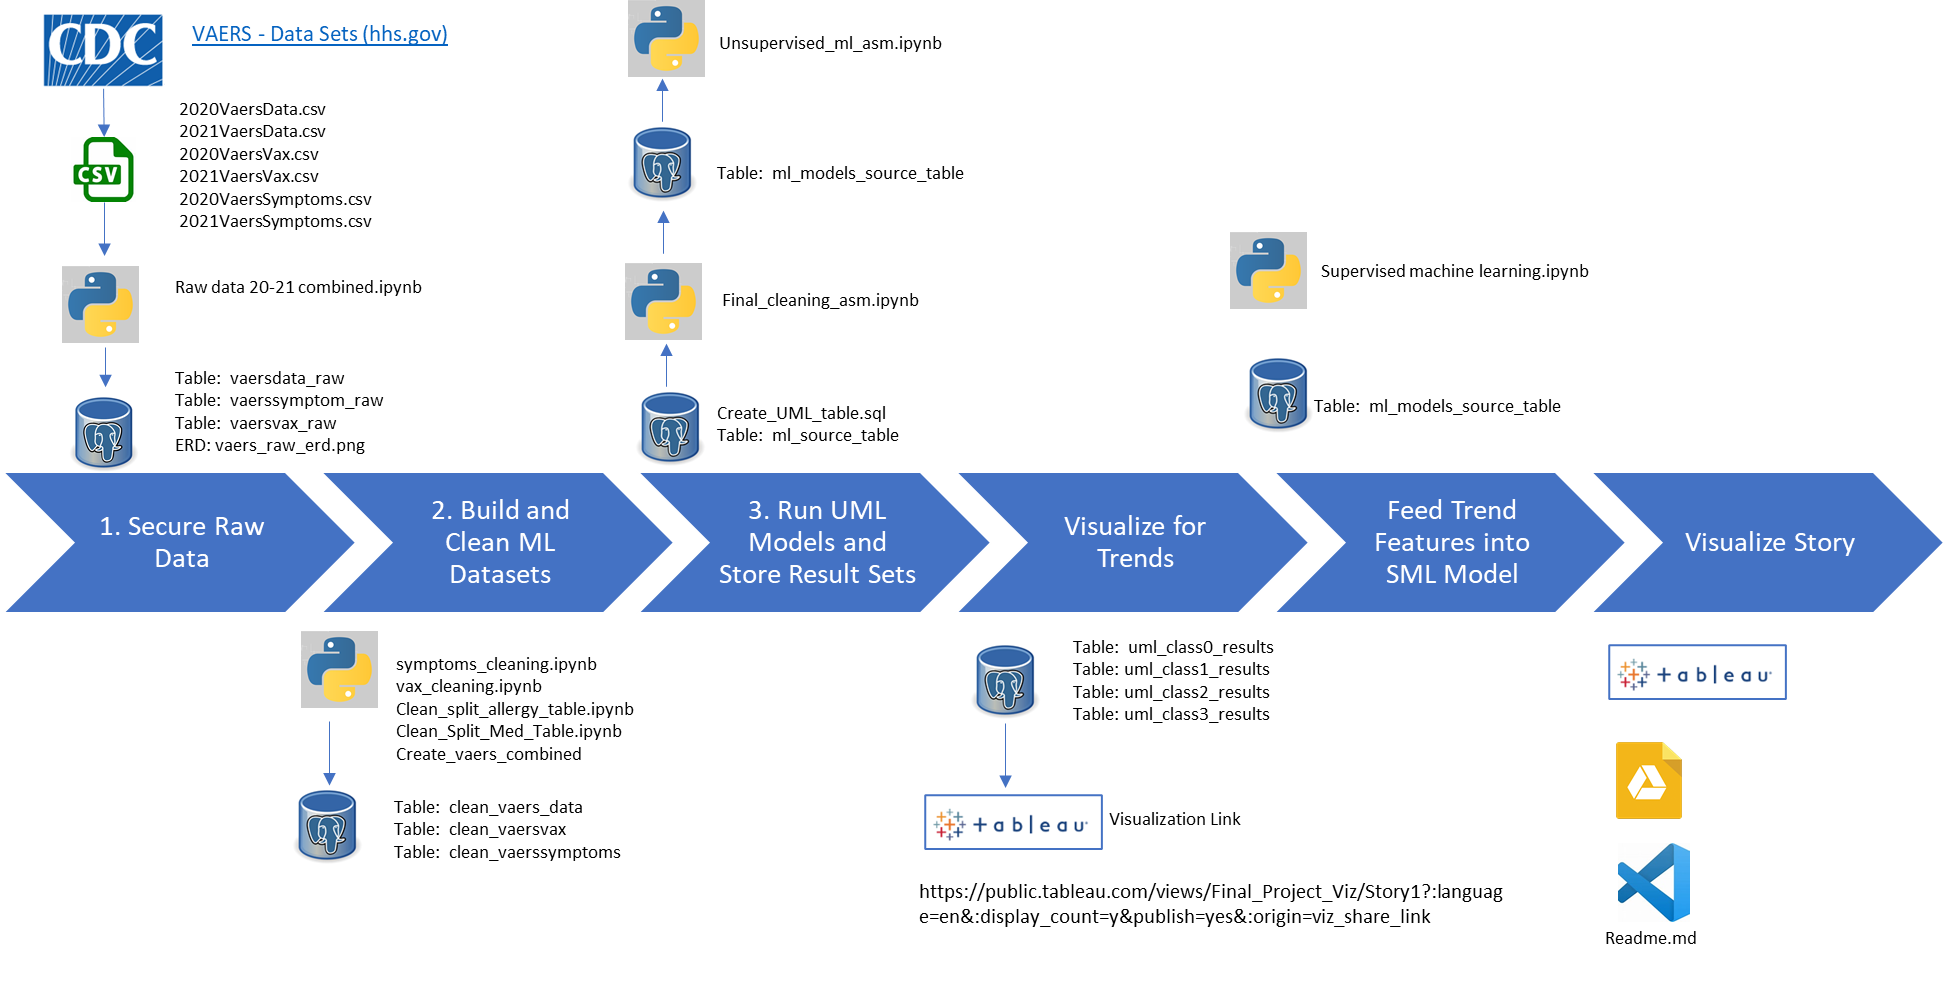 CDC
VAERS - Data Sets (hhs.gov)
2020VaersData.csv
2021VaersData.csv
2020VaersVax.csv
2021VaersVax.csv
2020VaersSymptoms.csv
2021VaersSymptoms.csv
CSV
Raw data 20-21 combined.ipynb
Table:  vaersdata_raw
Table:  vaerssymptom_raw
Table:  vaersvax_raw
ERD: vaers_raw_erd.png
Unsupervised_ml_asm.ipynb
Table:  ml_models_source_table
Final_cleaning_asm.ipynb
Create_UML_table.sql
Table:  ml_source_table
Supervised machine learning.ipynb
Table:  ml_models_source_table
1. Secure Raw
Data
2. Build and
Clean ML
Datasets
3. Run UML
Models and
Store Result Sets
Visualize for
Trends
Feed Trend
Features into
SML Model
Visualize Story
symptoms_cleaning.ipynb
vax_cleaning.ipynb
Clean_split_allergy_table.ipynb
Clean_Split_Med_Table.ipynb
Create_vaers_combined
Table:  clean_vaers_data
Table:  clean_vaersvax
Table:  clean_vaerssymptoms
Table:  uml_class0_results
Table: uml_class1_results
Table: uml_class2_results
Table: uml_class3_results
tableau
Visualization Link
https://public.tableau.com/views/Final_Project_Viz/Story1?:languag
e=en&:display_count=y&publish=yes&:origin=viz_share_link
tableau
Readme.md